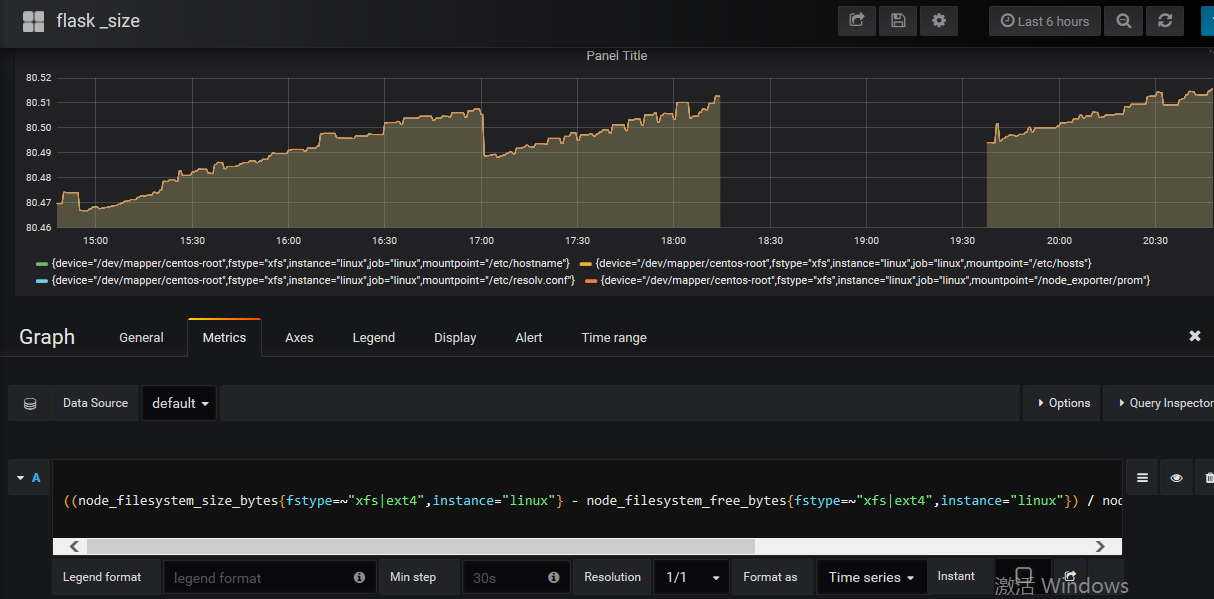 flask _size
Last 6 hours
Panel Title
80.52
80.51
80.50
80.49
80.48
80.47
80.46
15:00 15:30 16:00 16:30 17:00 17:30 18:00 18:30 19:00 19:30 20:00 20:30
{device="/dev/mapper/centos-root",fstype="xfs",instance="linux",job="linux",mountpoint="/etc/hostname"} {device="/dev/mapper/centos-root",fstype="xfs",instance="linux",job="linux",mountpoint="/etc/hosts"}
{device="/dev/mapper/centos-root",fstype="xfs",instance="linux",job="linux",mountpoint="/etc/resolv.conf"} {device="/dev/mapper/centos-root",fstype="xfs",instance="linux",job="linux",mountpoint="/node_exporter/prom"}
Graph General Metrics Axes Legend Display Alert Time range
Data Source default Options Query Inspector
A
((node_filesystem_size_bytes{fstype=~"xfs|ext4",instance="linux"} - node_filesystem_free_bytes{fstype=~"xfs|ext4",instance="linux"}) / nod
Legend format legend format Min step 30s Resolution 1/1 Format as Time series Instant
激活 Windows